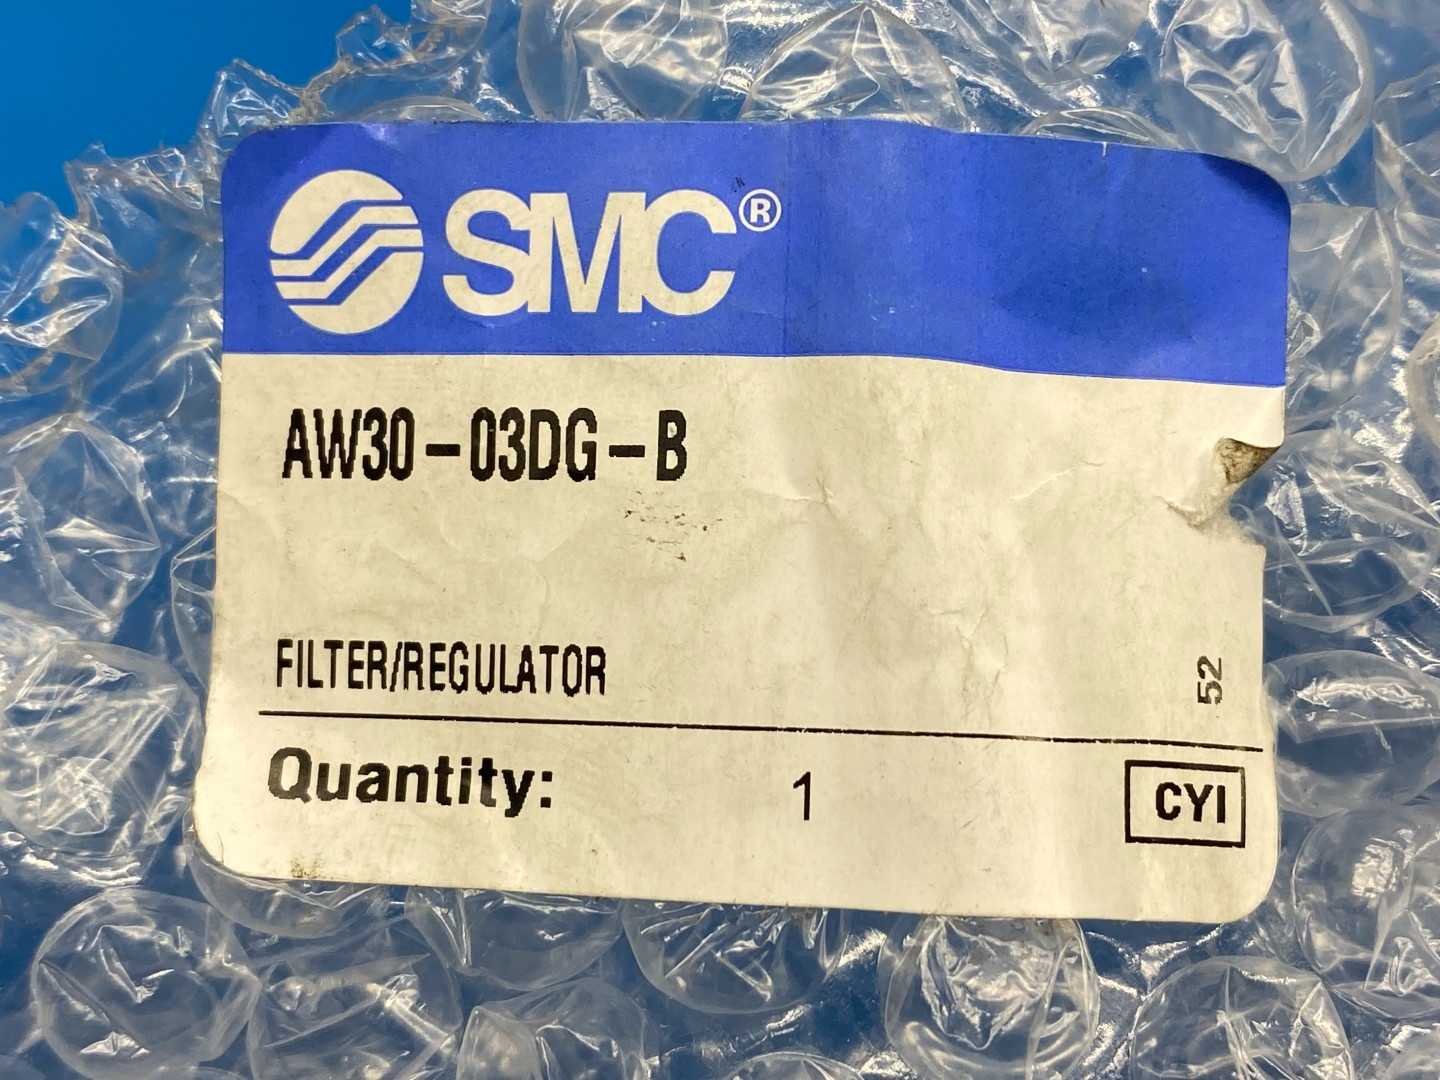 SMC®
AW30-03DG-B
FILTER/REGULATOR
52
Quantity: 1
CYI